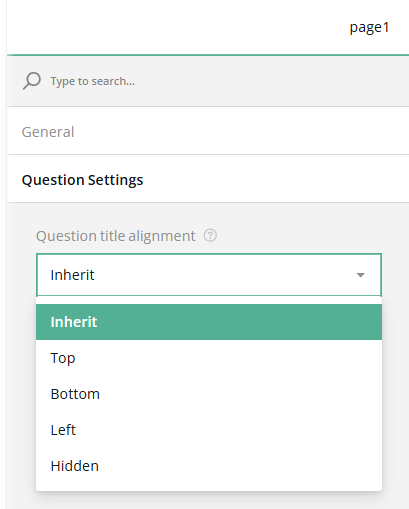 page1
Type to search...
General
Question Settings
Question title alignment ?
Inherit
Inherit
Top
Bottom
Left
Hidden